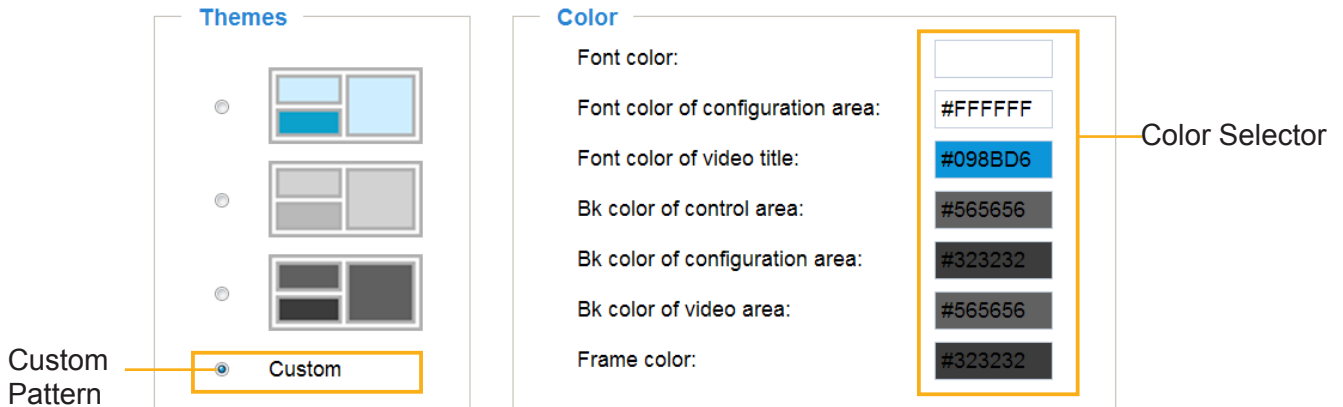 Themes
Custom
Custom
Pattern
Color
Font color:
Font color of configuration area: #FFFFFF
Font color of video title: #098BD6
Bk color of control area: #565656
Bk color of configuration area: #323232
Bk color of video area: #565656
Frame color: #323232
Color Selector